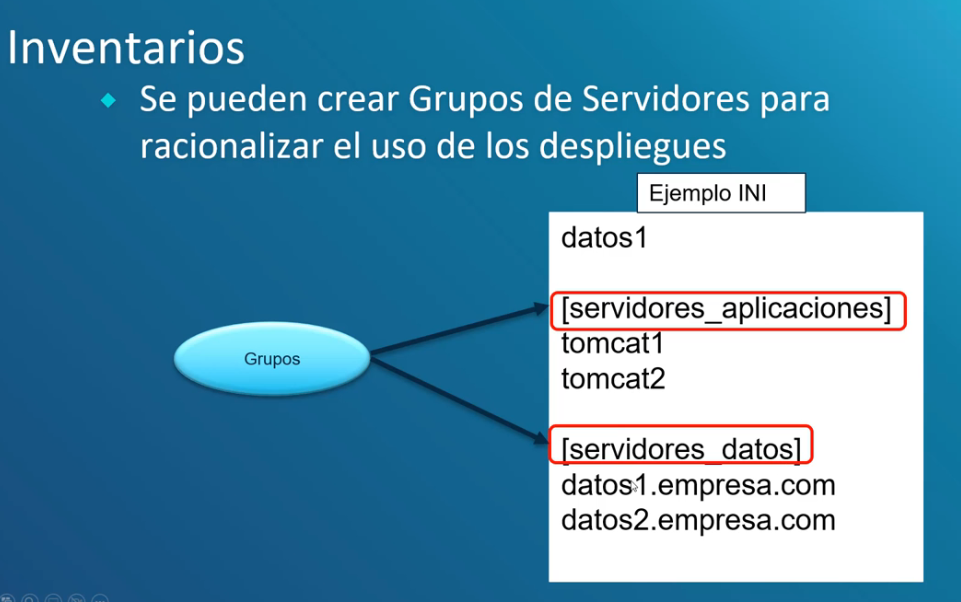 Inventarios
Se pueden crear Grupos de Servidores para
racionalizar el uso de los despliegues
Ejemplo INI
datos1
[servidores_aplicaciones]
tomcat1
tomcat2
Grupos
[servidores_datos]
datos1.empresa.com
datos2.empresa.com